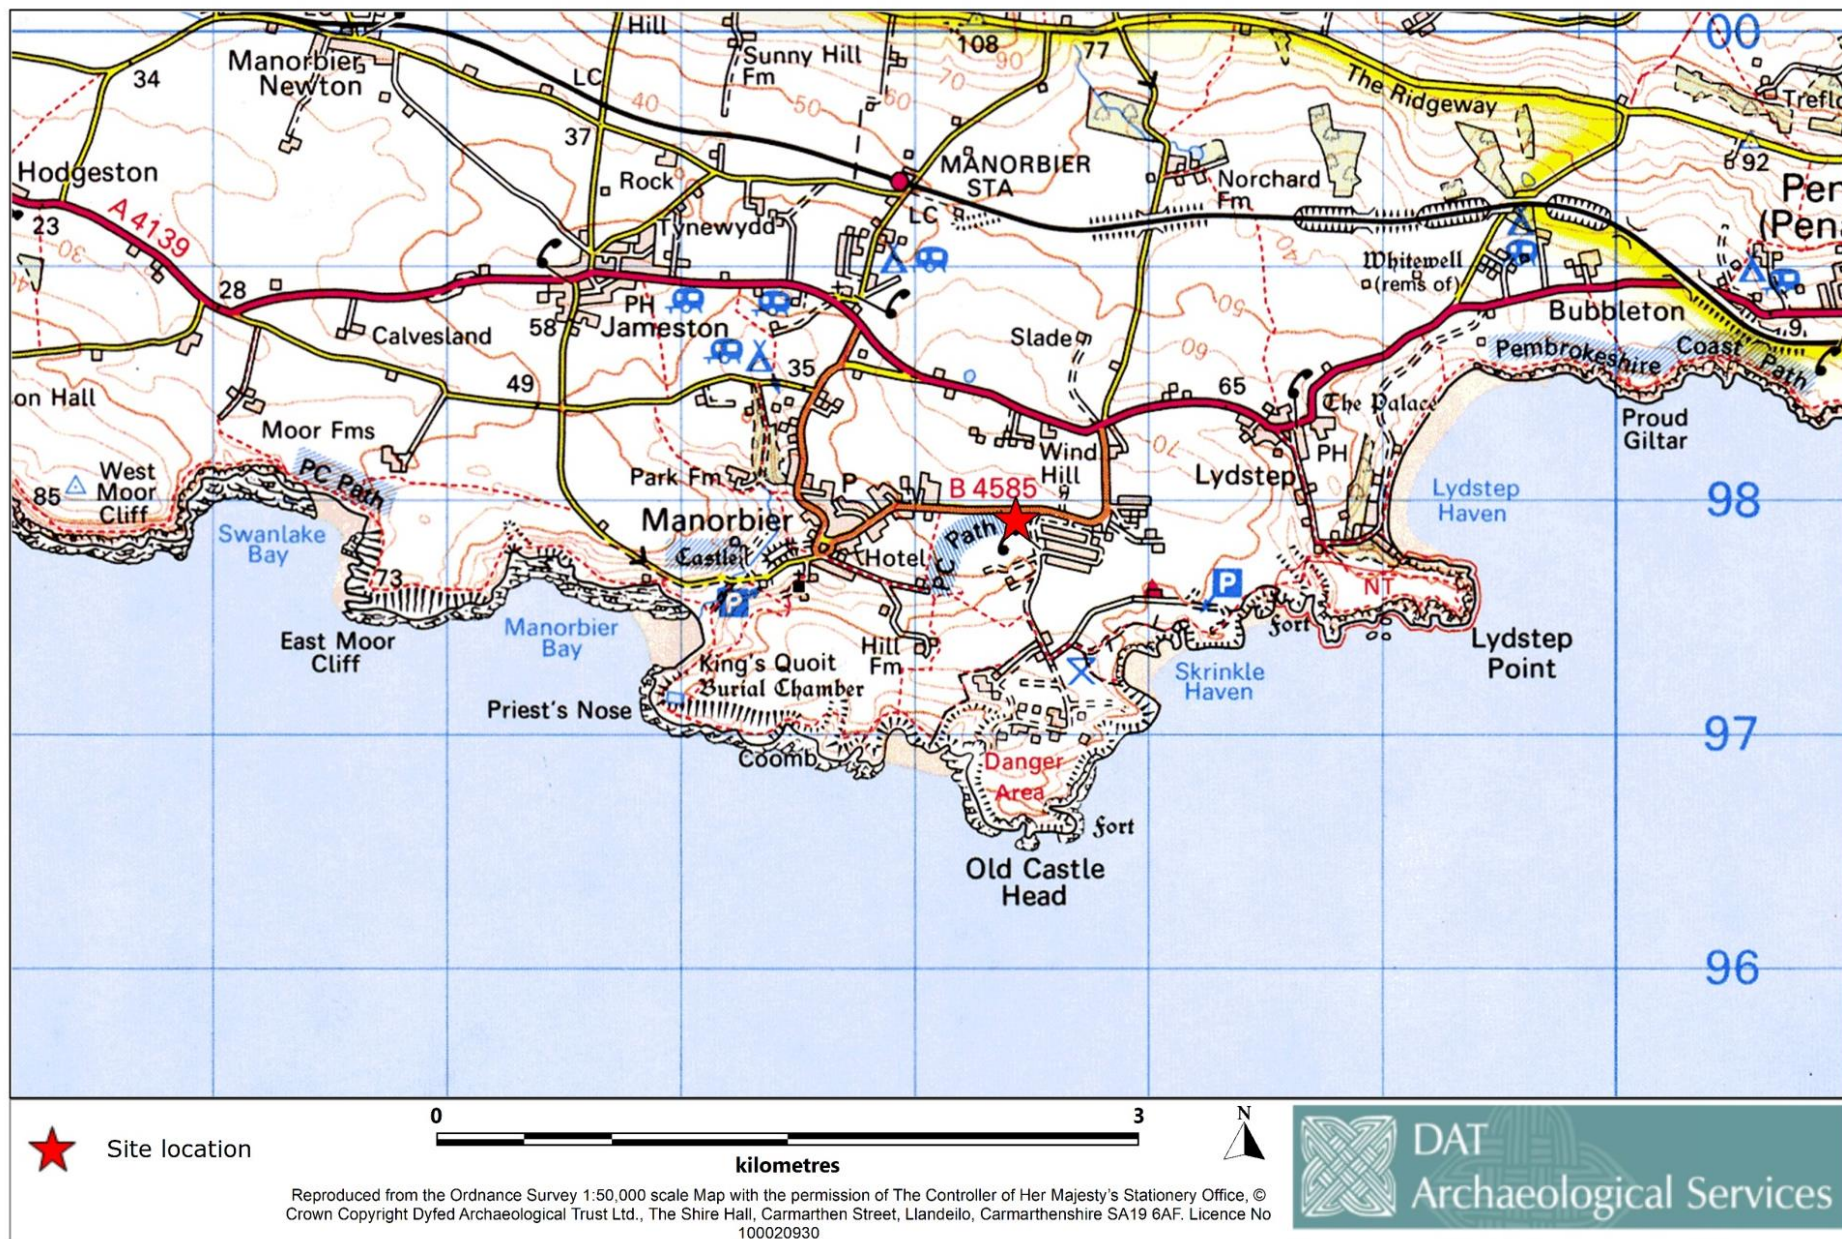 00
Hill
Sunny Hill
Fm
108
90
77
70
60
50
40
Manorbier
Newton
34
LC
37
The Ridgeway
92
Hodgeston
23
A 4139
30
40
Rock
MANORBIER
STA
LC
Norchard
Fm
Tynewydd
40
Whitewell
(rems of)
28
PH
58
Jameston
Calvesland
50
Slade
60
Bubbleton
9
Pembrokeshire Coast Path
49
35
65
The Palace
Proud
Giltar
on Hall
Moor Fms
Park Fm
P
Wind
Hill
70
Lydstep
PH
85
West
Moor
Cliff
PC Path
B 4585
Lydstep
Haven
98
Swanlake
Bay
Manorbier
Castle
Hotel
PC Path
73
P
P
NT
East Moor
Cliff
Manorbier
Bay
Fort
Lydstep
Point
King's Quoit
Burial Chamber
Hill
Fm
Skrinkle
Haven
Priest's Nose
97
Coomb
Danger
Area
Fort
Old Castle
Head
96
Site location
0
3
kilometres
N
DAT
Archaeological Services
Reproduced from the Ordnance Survey 1:50,000 scale Map with the permission of The Controller of Her Majesty's Stationery Office, ©
Crown Copyright Dyfed Archaeological Trust Ltd., The Shire Hall, Carmarthen Street, Llandeilo, Carmarthenshire SA19 6AF. Licence No
100020930